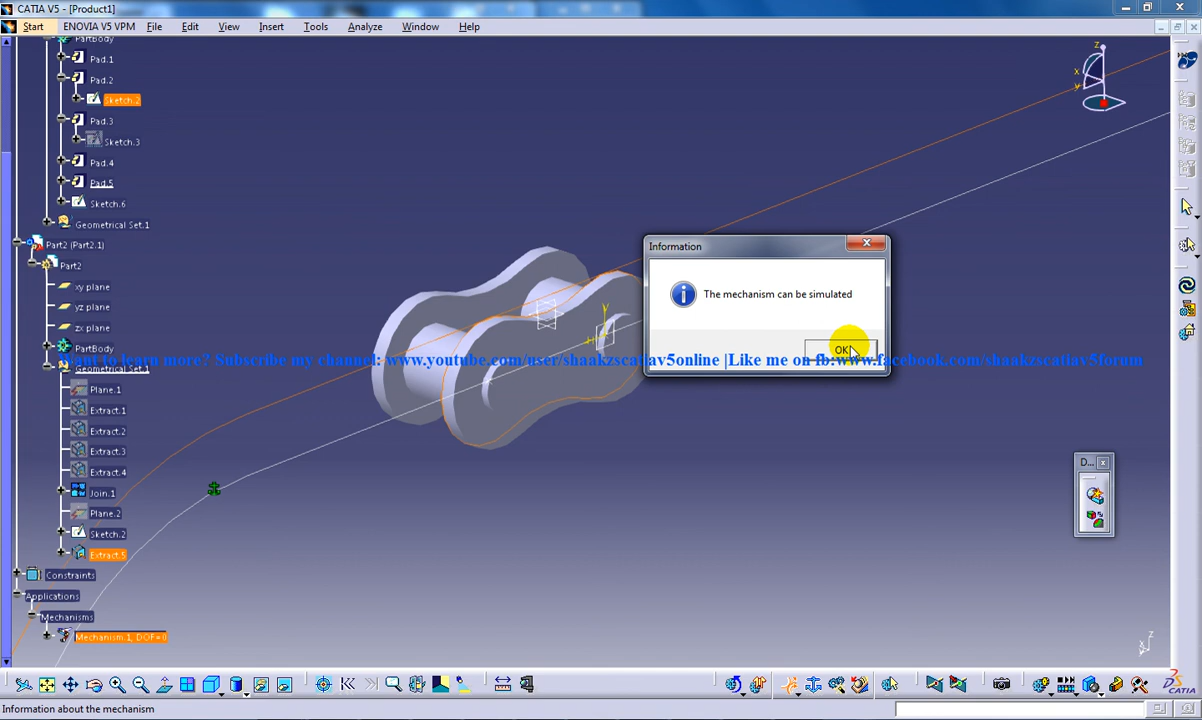 CATIA V5 - [Product1]
Start ENOVIA V5 VPM File Edit View Insert Tools Analyze Window Help
PartBody
Pad.1
Pad.2
Sketch.2
Pad.3
Sketch.3
Pad.4
Pad.5
Sketch.6
Geometrical Set.1
Part2 (Part2.1)
Part2
xy plane
yz plane
zx plane
PartBody
Geometrical Set.1
Plane.1
Extract.1
Extract.2
Extract.3
Extract.4
Join.1
Plane.2
Sketch.2
Extract.5
Constraints
Applications
Mechanisms
Mechanism.1, DOF=0
z
x
y
y
Information
The mechanism can be simulated
OK
Want to learn more? Subscribe my channel: www.youtube.com/user/shaakzscatiav5online |Like me on fb:www.facebook.com/shaakzscatiav5forum
D...
z
x
DS
CATIA
Information about the mechanism